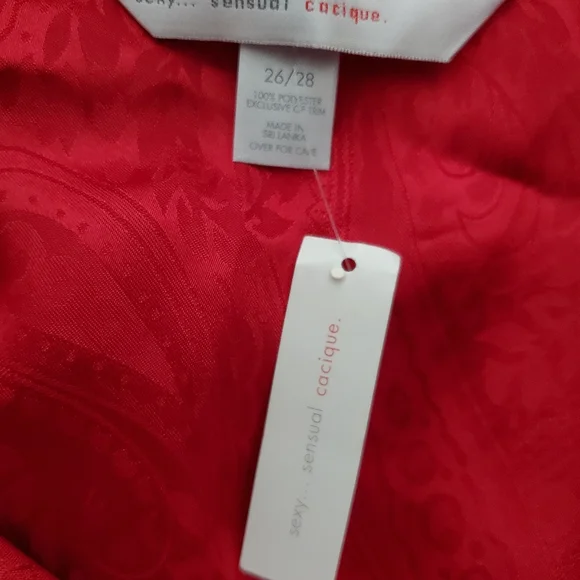 sexy... sensual cacique.
26/28
100% POLYESTER
EXCLUSIVE OF TRIM
MADE IN
SRI LANKA
OVER FOR CARE
sexy... sensual cacique.